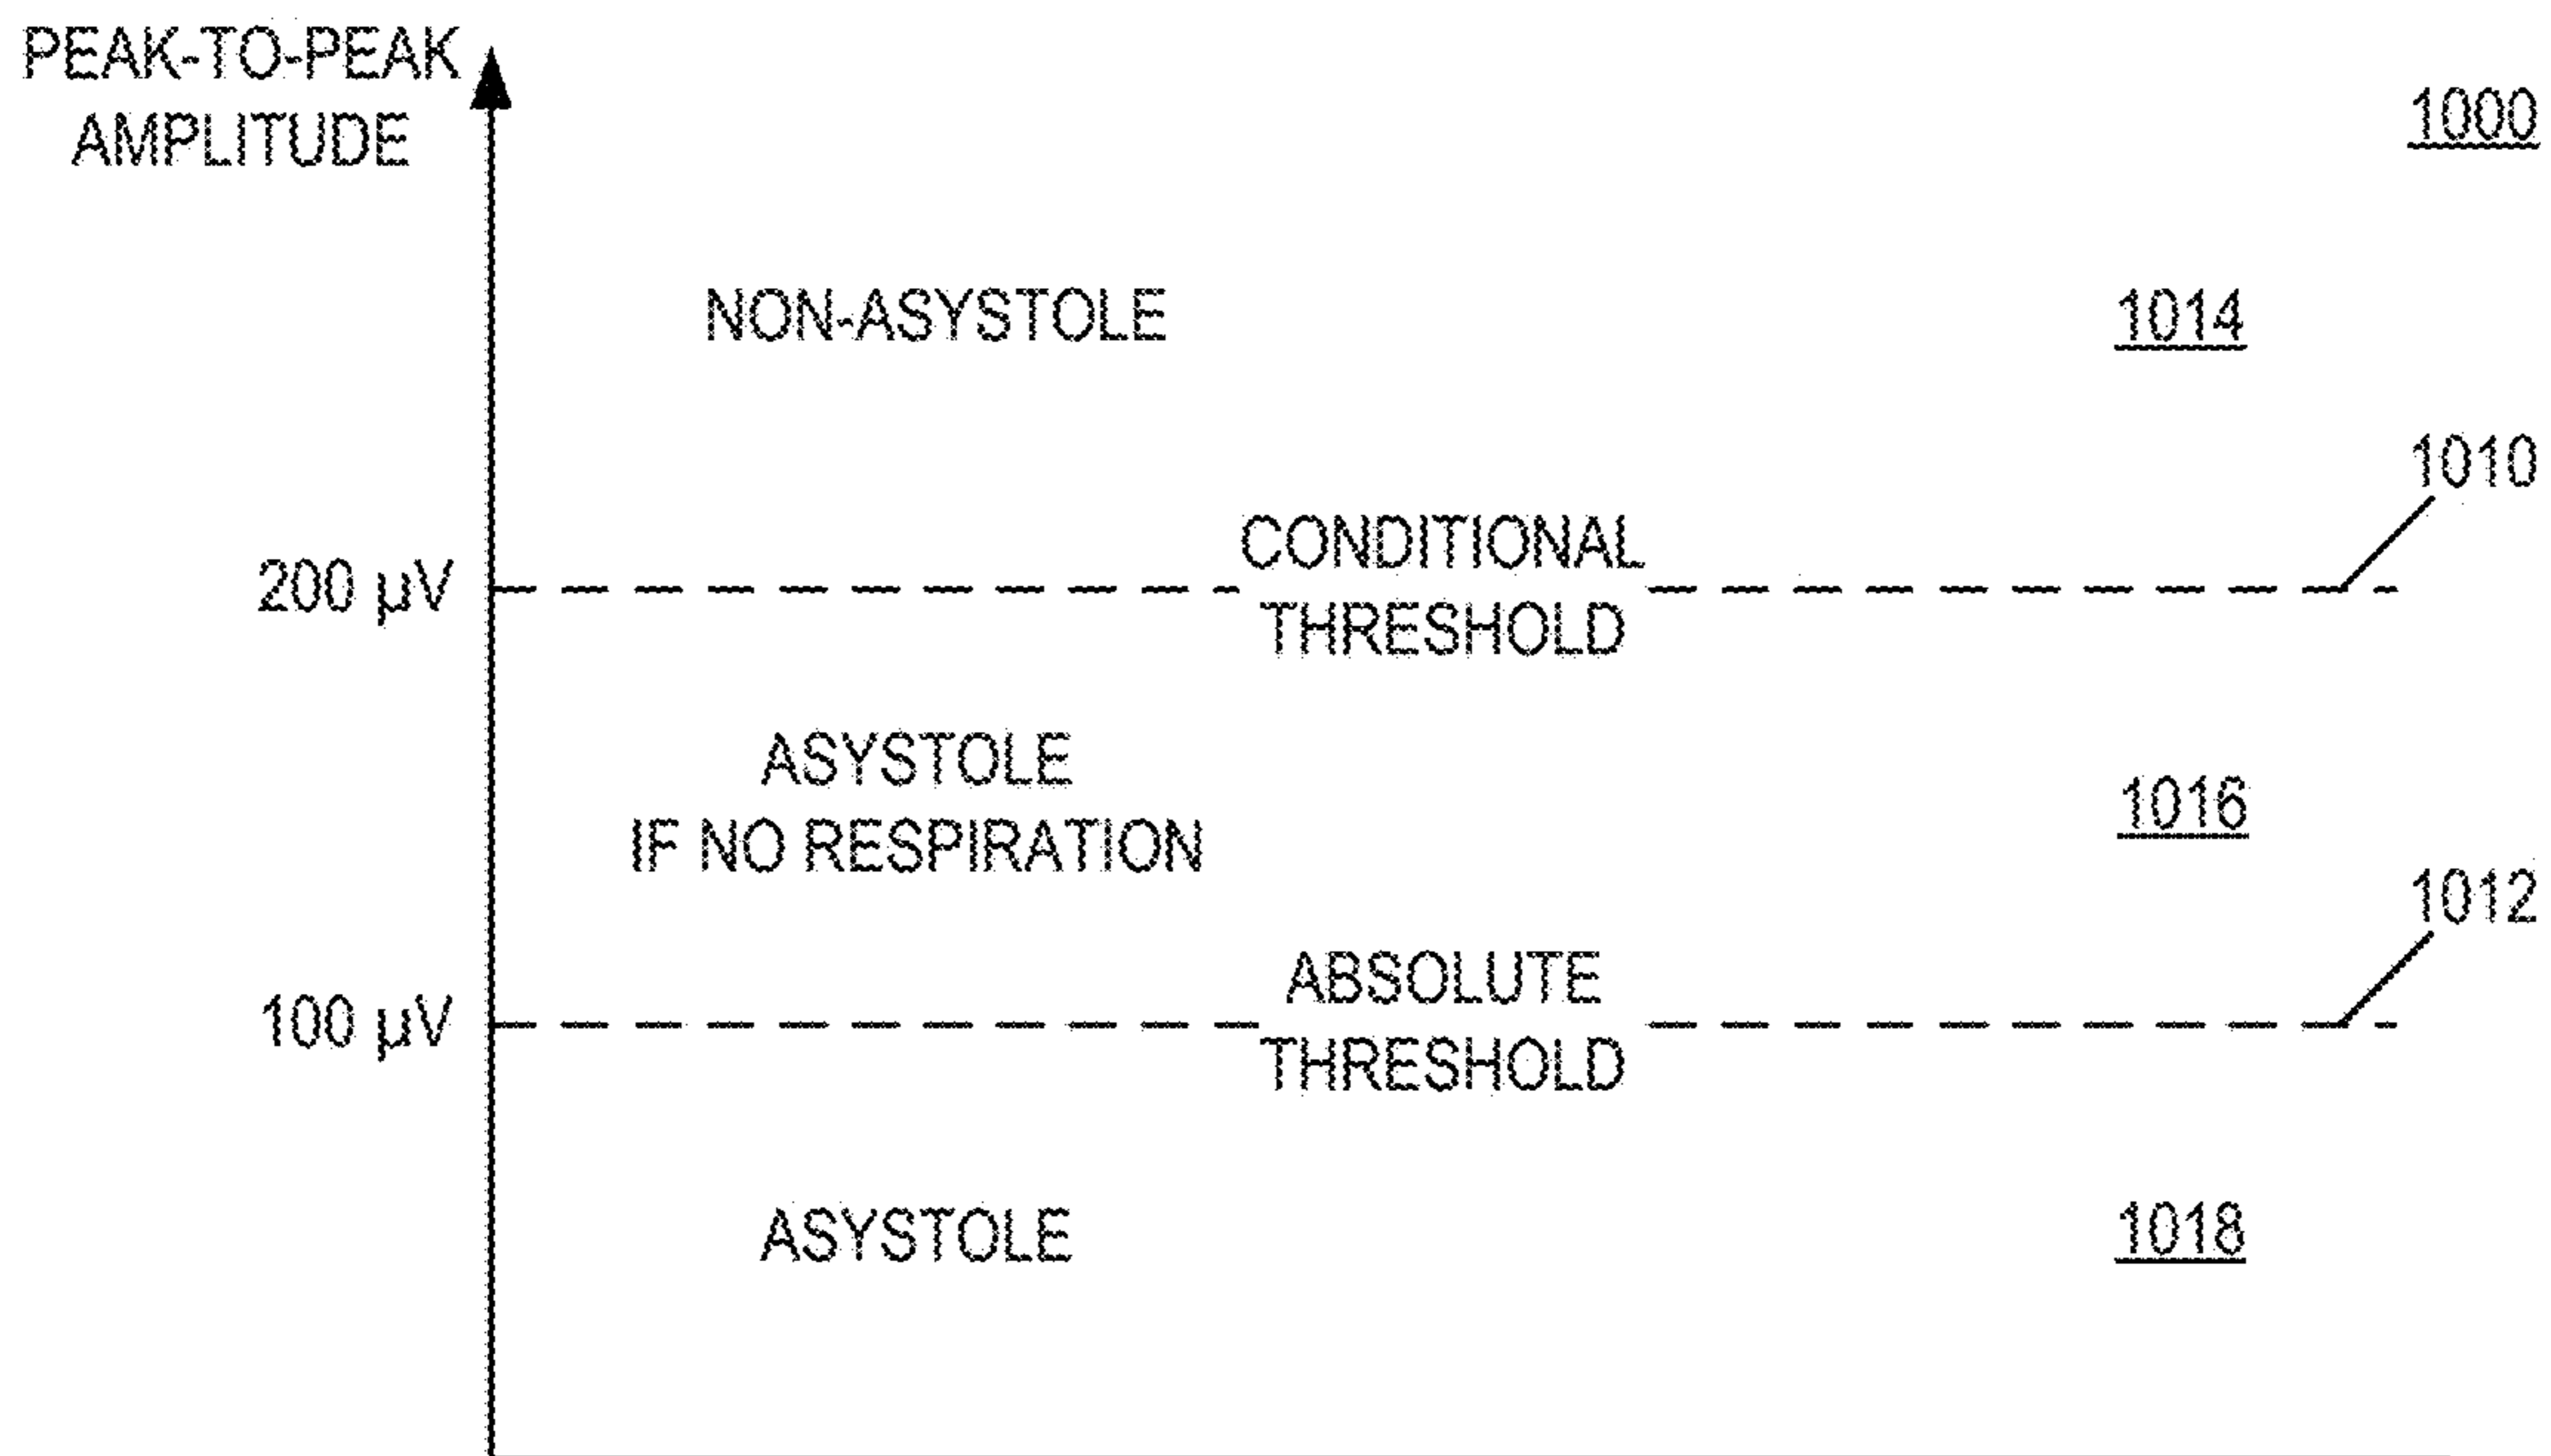 PEAK-TO-PEAK
AMPLITUDE
1000
NON-ASYSTOLE
1014
1010
CONDITIONAL
200 µV
THRESHOLD
ASYSTOLE
IF NO RESPIRATION
1016
1012
ABSOLUTE
100 µV
THRESHOLD
ASYSTOLE
1018